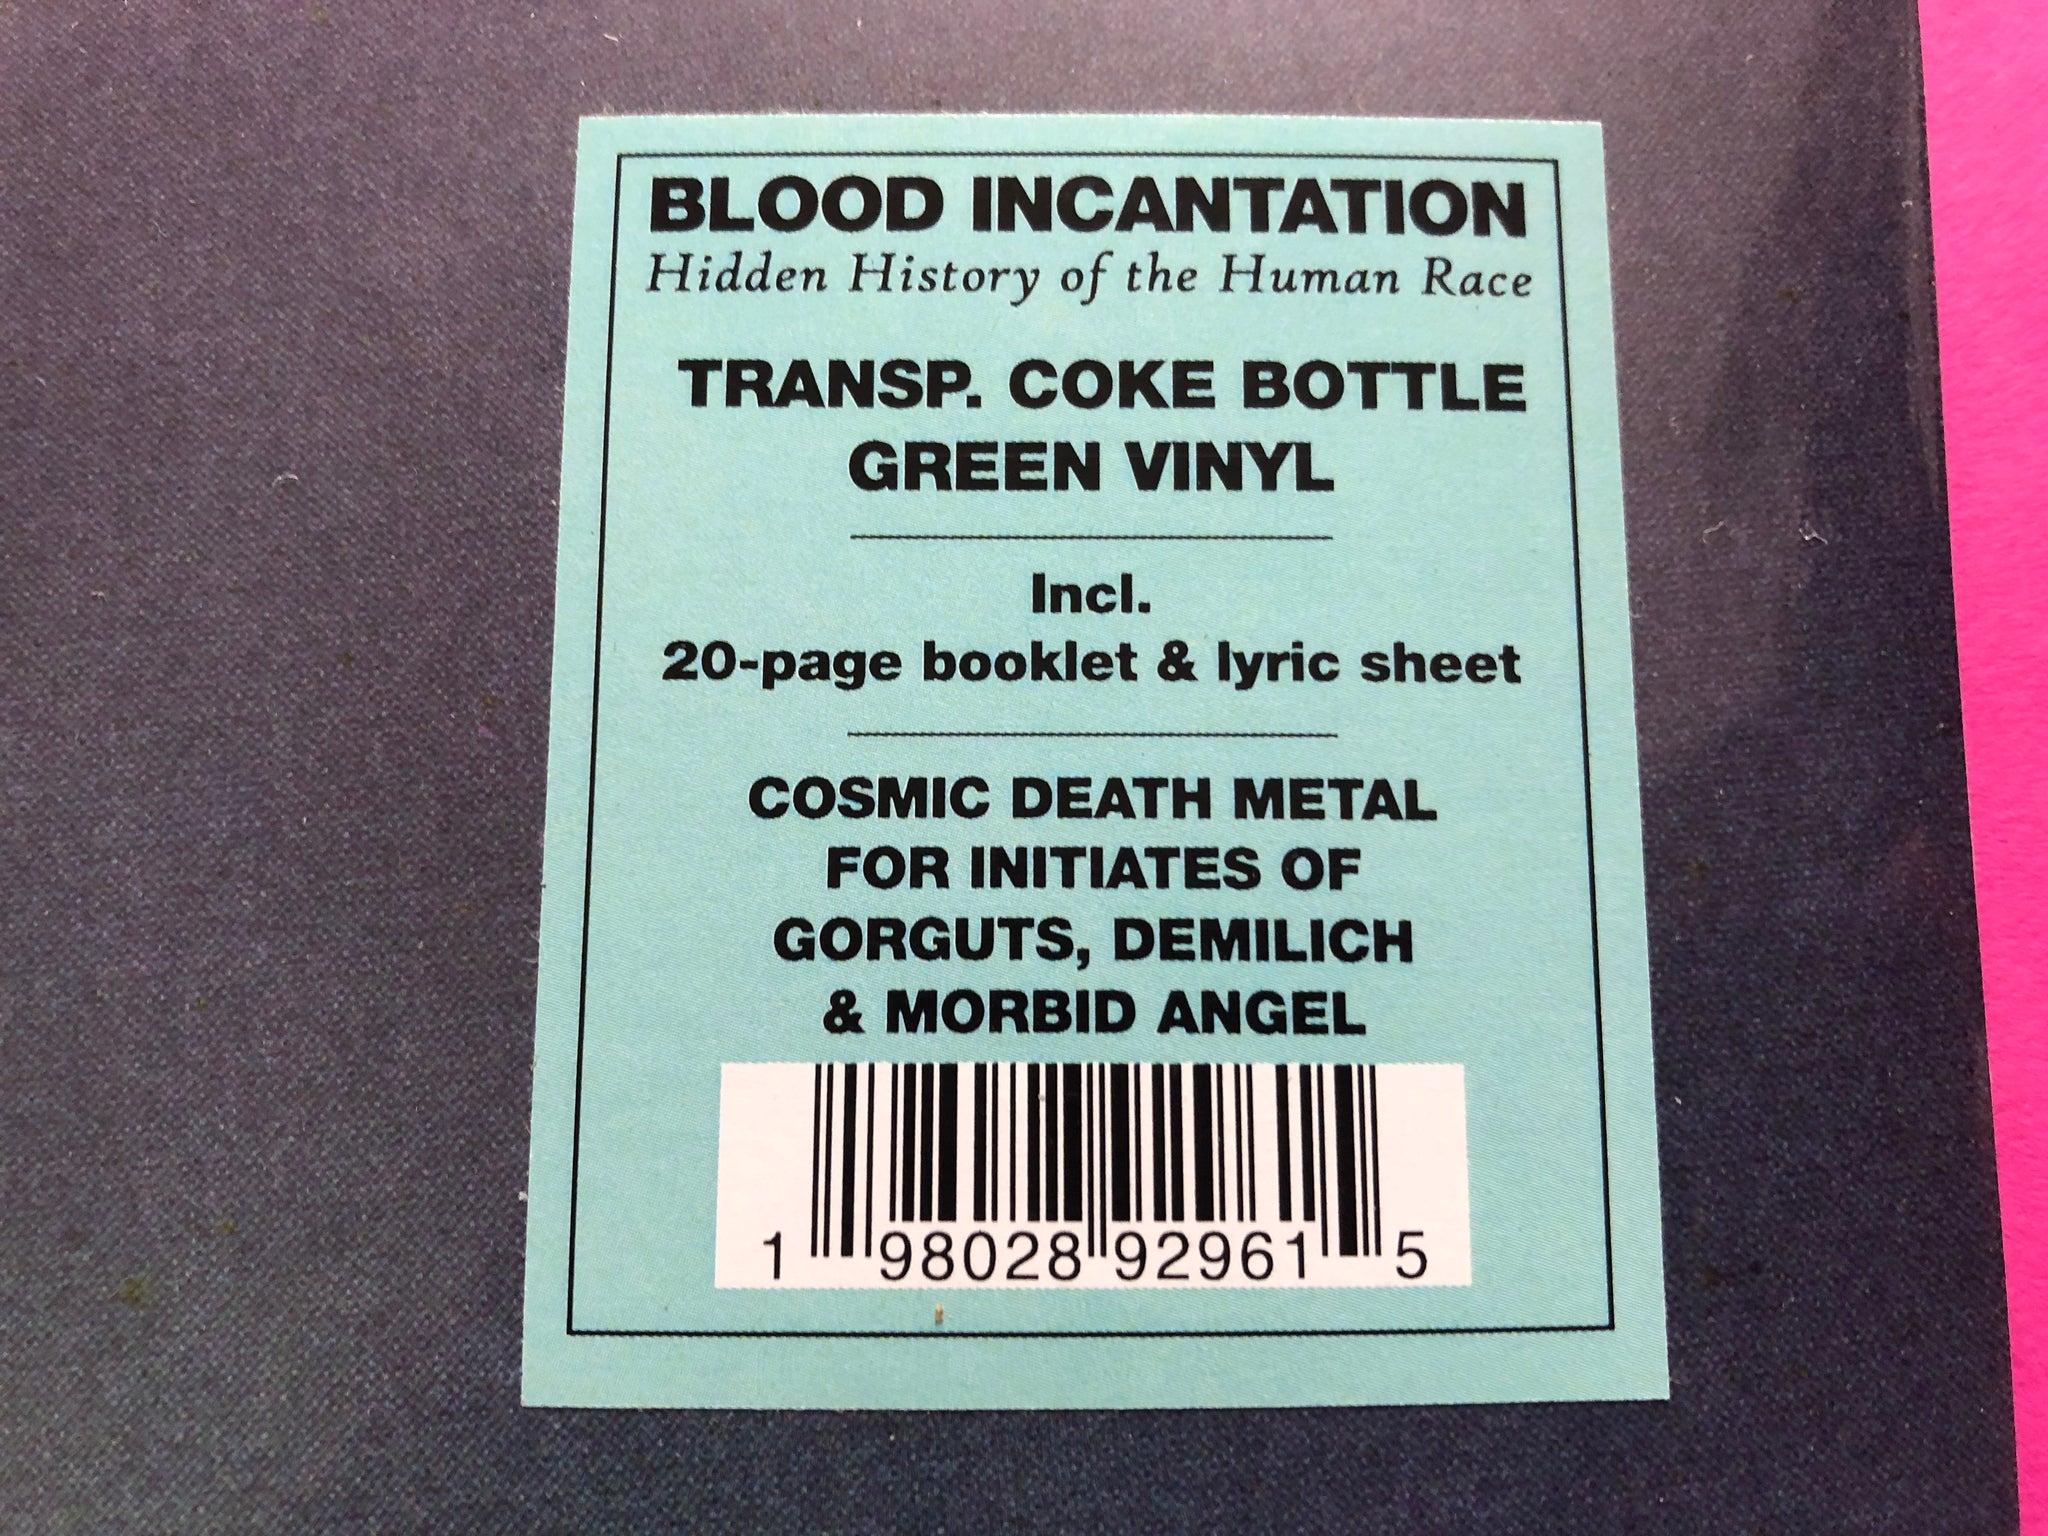 BLOOD INCANTATION
Hidden History of the Human Race
TRANSP. COKE BOTTLE
GREEN VINYL
Incl.
20-page booklet & lyric sheet
COSMIC DEATH METAL
FOR INITIATES OF
GORGUTS, DEMILICH
& MORBID ANGEL
1 98028 92961 5